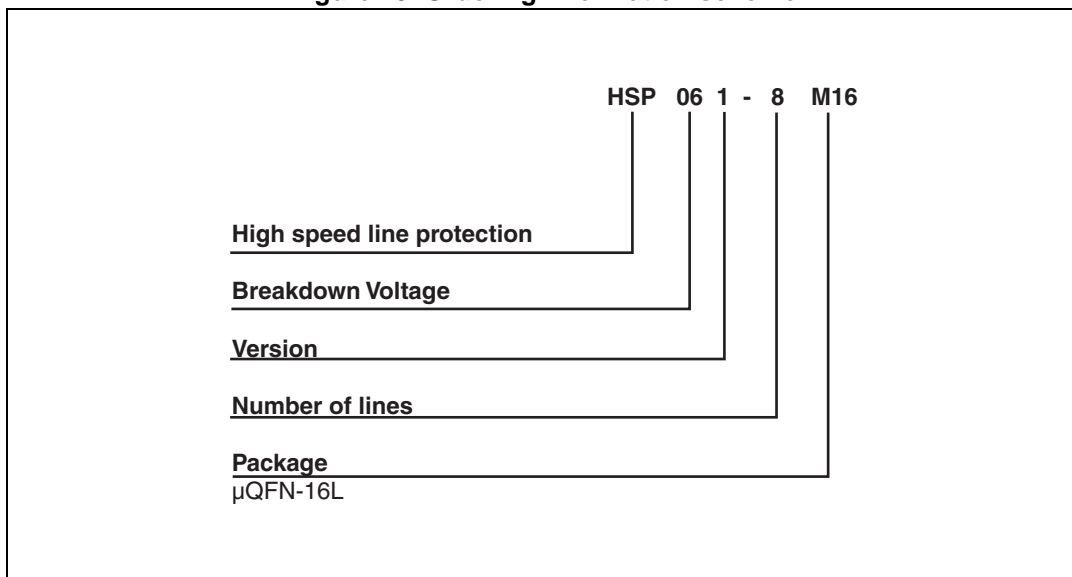 HSP 06 1 - 8 M16
High speed line protection
Breakdown Voltage
Version
Number of lines
Package
µQFN-16L